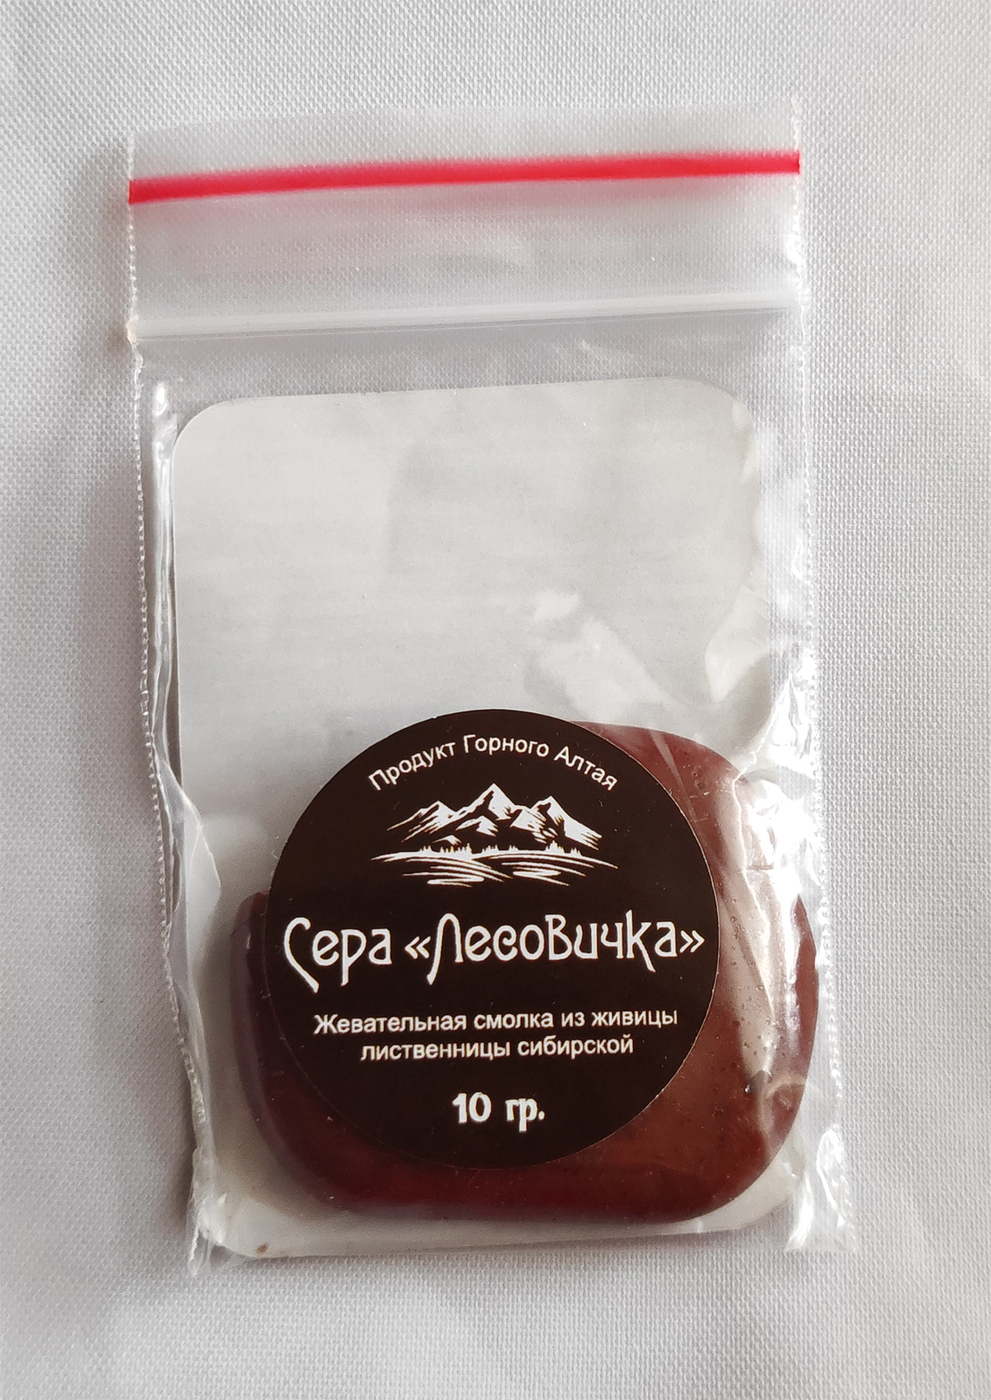 Продукт Горного Алтая
Сера «Лесовичка»
Жевательная смолка из живицы
лиственницы сибирской
10 гр.